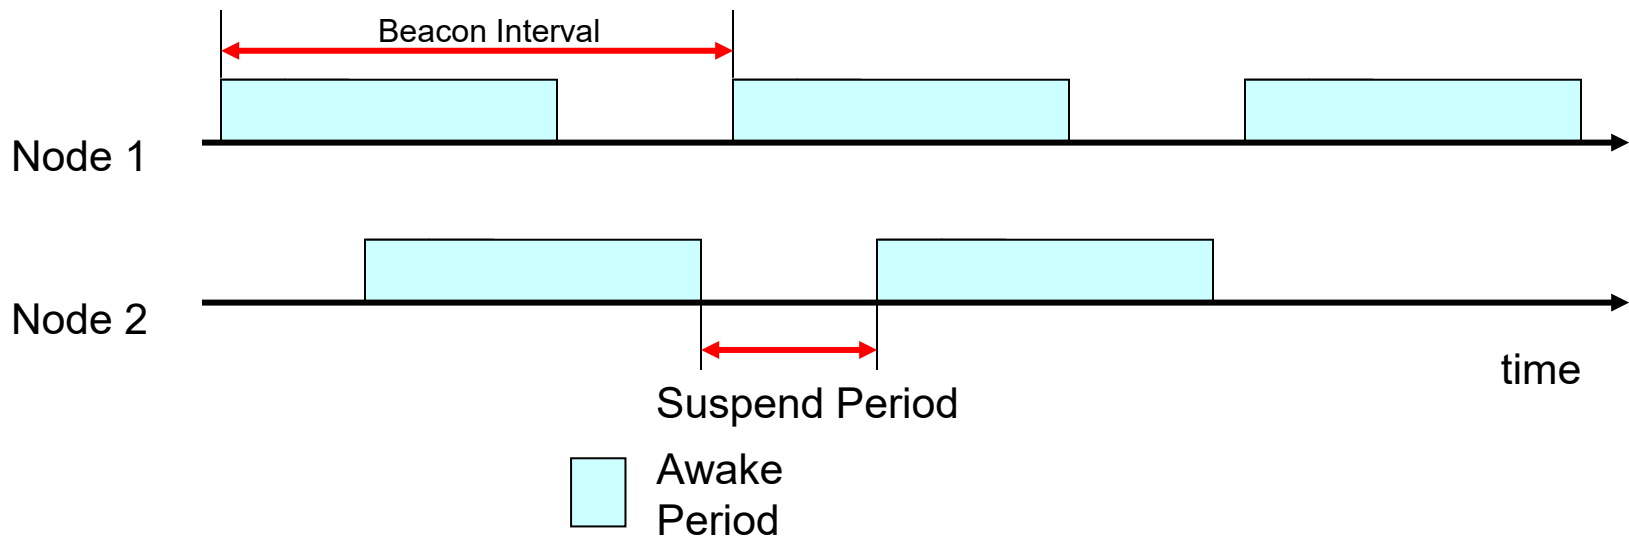 Beacon Interval
Node 1
Node 2
time
Suspend Period
Awake
Period